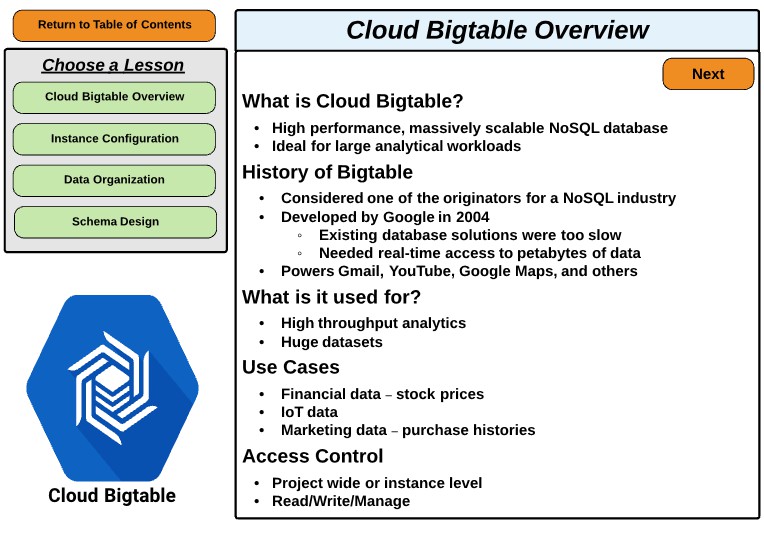 Return to Table of Contents
Choose a Lesson
Cloud Bigtable Overview
Instance Configuration
Data Organization
Schema Design
Cloud Bigtable
Cloud Bigtable Overview
Next
What is Cloud Bigtable?
• High performance, massively scalable NoSQL database
• Ideal for large analytical workloads
History of Bigtable
• Considered one of the originators for a NoSQL industry
• Developed by Google in 2004
◦ Existing database solutions were too slow
◦ Needed real-time access to petabytes of data
• Powers Gmail, YouTube, Google Maps, and others
What is it used for?
• High throughput analytics
• Huge datasets
Use Cases
• Financial data – stock prices
• IoT data
• Marketing data – purchase histories
Access Control
• Project wide or instance level
• Read/Write/Manage